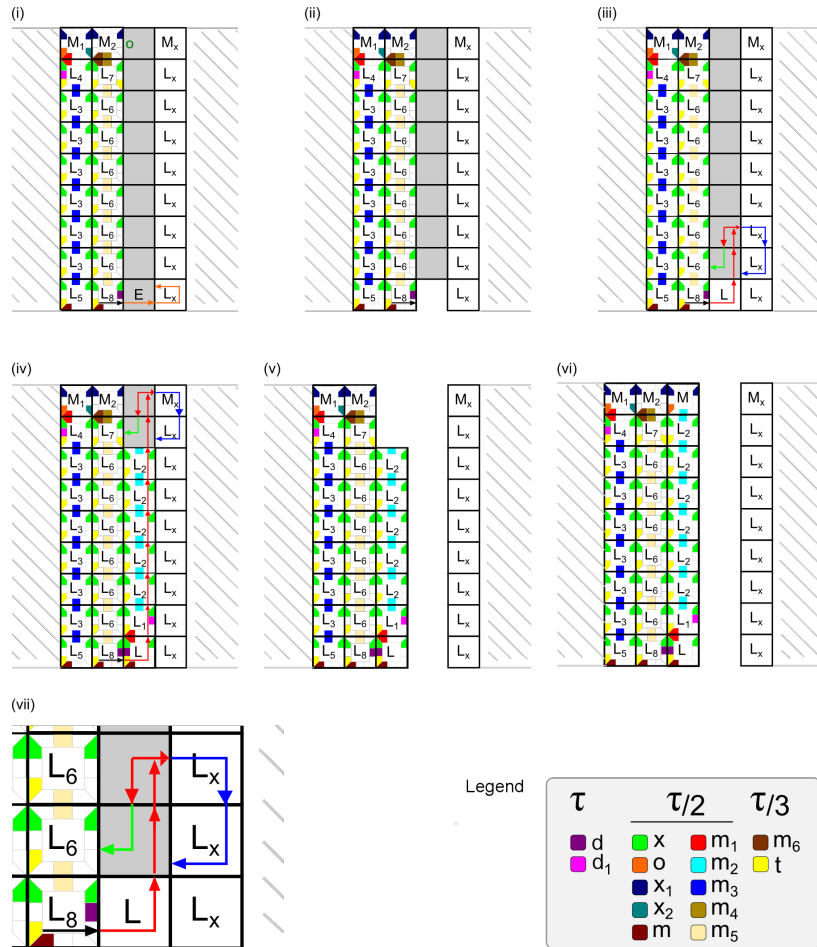 (i) (ii) (iii)
M₁ M₂ o Mₓ M₁ M₂ Mₓ M₁ M₂ Mₓ
L₄ L₇ Lₓ L₄ L₇ Lₓ L₄ L₇ Lₓ
L₃ L₆ Lₓ L₃ L₆ Lₓ L₃ L₆ Lₓ
L₃ L₆ Lₓ L₃ L₆ Lₓ L₃ L₆ Lₓ
L₃ L₆ Lₓ L₃ L₆ Lₓ L₃ L₆ Lₓ
L₃ L₆ Lₓ L₃ L₆ Lₓ L₃ L₆ Lₓ
L₃ L₆ Lₓ L₃ L₆ Lₓ L₃ L₆ Lₓ
L₃ L₆ Lₓ L₃ L₆ Lₓ L₃ L₆ Lₓ
L₅ L₈ E Lₓ L₅ L₈ Lₓ L₅ L₈ L Lₓ
(iv) (v) (vi)
M₁ M₂ Mₓ M₁ M₂ Mₓ M₁ M₂ M Mₓ
L₄ L₇ Lₓ L₄ L₇ Lₓ L₄ L₇ L₂ Lₓ
L₃ L₆ L₂ Lₓ L₃ L₆ L₂ Lₓ L₃ L₆ L₂ Lₓ
L₃ L₆ L₂ Lₓ L₃ L₆ L₂ Lₓ L₃ L₆ L₂ Lₓ
L₃ L₆ L₂ Lₓ L₃ L₆ L₂ Lₓ L₃ L₆ L₂ Lₓ
L₃ L₆ L₂ Lₓ L₃ L₆ L₂ Lₓ L₃ L₆ L₂ Lₓ
L₃ L₆ L₂ Lₓ L₃ L₆ L₂ Lₓ L₃ L₆ L₂ Lₓ
L₃ L₆ L₁ Lₓ L₃ L₆ L₁ Lₓ L₃ L₆ L₁ Lₓ
L₅ L₈ L Lₓ L₅ L₈ L Lₓ L₅ L₈ L Lₓ
(vii)
L₆ Lₓ
L₆ Lₓ
L₈ L Lₓ
Legend
τ τ/2 τ/3
d x m₁ m₆
d₁ o m₂ t
x₁ m₃
x₂ m₄
m m₅